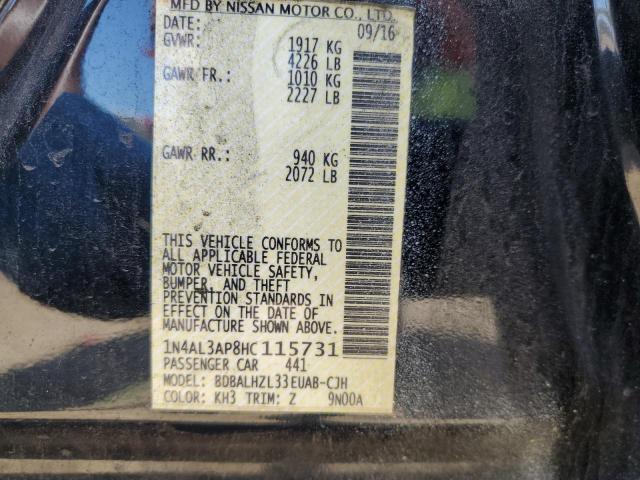 MFD BY NISSAN MOTOR CO., LTD.
DATE: 09/16
GVWR: 1917 KG
4226 LB
GAWR FR.: 1010 KG
2227 LB
GAWR RR.: 940 KG
2072 LB
THIS VEHICLE CONFORMS TO
ALL APPLICABLE FEDERAL
MOTOR VEHICLE SAFETY,
BUMPER, AND THEFT
PREVENTION STANDARDS IN
EFFECT ON THE DATE OF
MANUFACTURE SHOWN ABOVE.
1N4AL3AP8HC115731
PASSENGER CAR 441
MODEL: BDBALHZL33EUAB-CJH
COLOR: KH3 TRIM: Z 9N00A